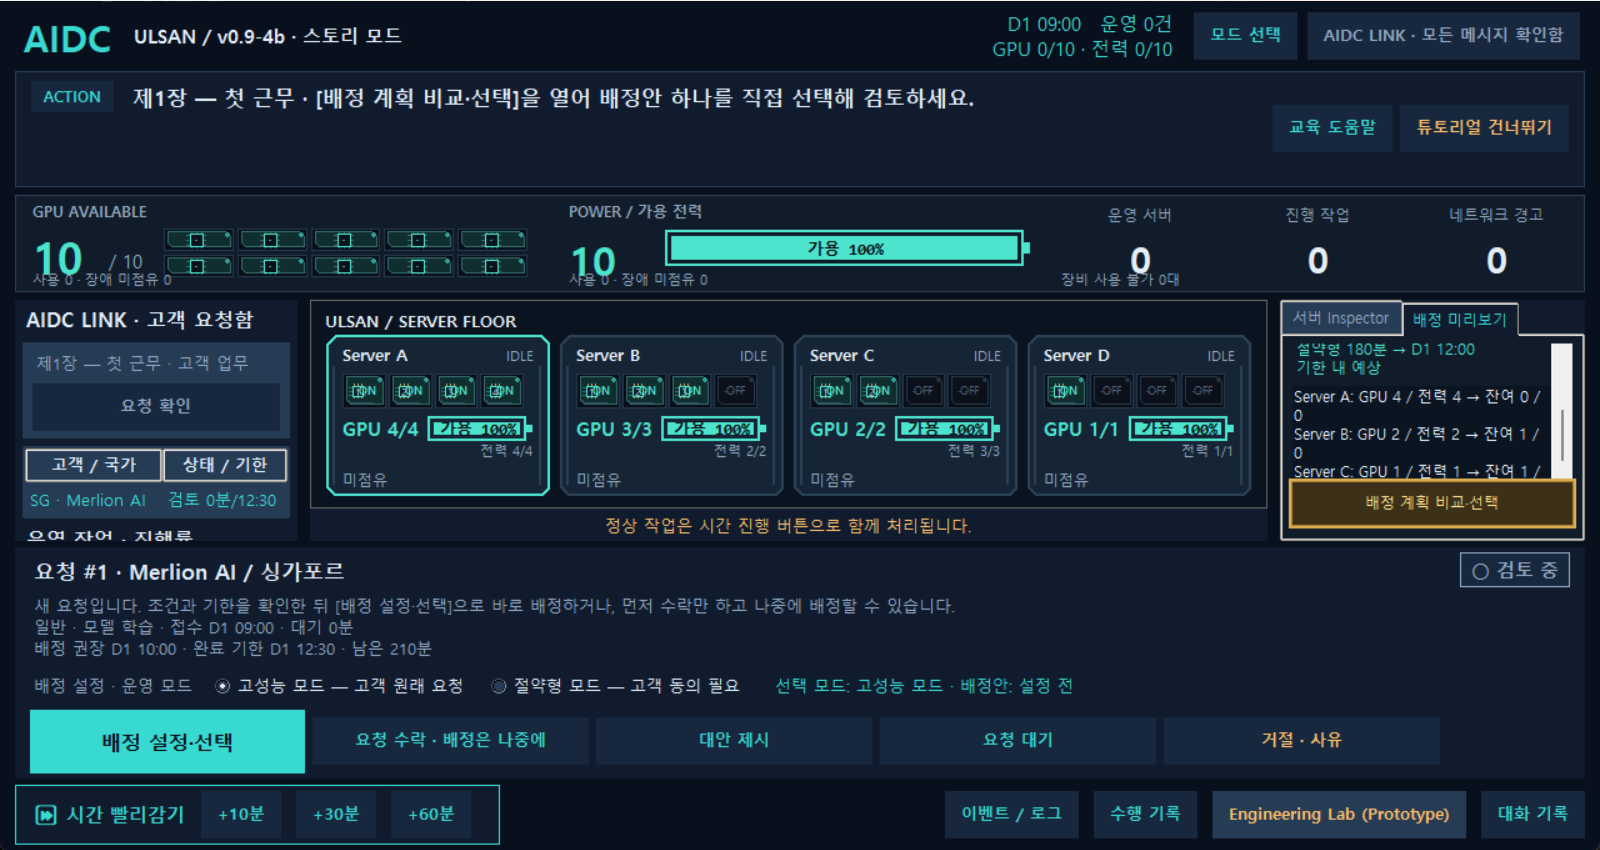 AIDC
ULSAN / v0.9-4b · 스토리 모드
D1 09:00 운영 0건
GPU 0/10 · 전력 0/10
모드 선택
AIDC LINK · 모든 메시지 확인함
ACTION
제1장 — 첫 근무 · [배정 계획 비교·선택]을 열어 배정안 하나를 직접 선택해 검토하세요.
교육 도움말
튜토리얼 건너뛰기
GPU AVAILABLE
10 / 10
사용 0 · 장애 미점유 0
POWER / 가용 전력
10
가용 100%
사용 0 · 장애 미점유 0
운영 서버
0
장비 사용 불가 0대
진행 작업
0
네트워크 경고
0
AIDC LINK · 고객 요청함
제1장 — 첫 근무 · 고객 업무
요청 확인
고객 / 국가
상태 / 기한
SG · Merlion AI 검토 0분/12:30
운영 작업 · 진행률
ULSAN / SERVER FLOOR
Server A IDLE
ON ON ON ON
GPU 4/4 가용 100%
전력 4/4
미점유
Server B IDLE
ON ON ON OFF
GPU 3/3 가용 100%
전력 2/2
미점유
Server C IDLE
ON ON OFF OFF
GPU 2/2 가용 100%
전력 3/3
미점유
Server D IDLE
ON OFF OFF OFF
GPU 1/1 가용 100%
전력 1/1
미점유
정상 작업은 시간 진행 버튼으로 함께 처리됩니다.
서버 Inspector
배정 미리보기
절약형 180분 → D1 12:00
기한 내 예상
Server A: GPU 4 / 전력 4 → 잔여 0 /
0
Server B: GPU 2 / 전력 2 → 잔여 1 /
0
Server C: GPU 1 / 전력 1 → 잔여 1 /
배정 계획 비교·선택
요청 #1 · Merlion AI / 싱가포르
○ 검토 중
새 요청입니다. 조건과 기한을 확인한 뒤 [배정 설정·선택]으로 바로 배정하거나, 먼저 수락만 하고 나중에 배정할 수 있습니다.
일반 · 모델 학습 · 접수 D1 09:00 · 대기 0분
배정 권장 D1 10:00 · 완료 기한 D1 12:30 · 남은 210분
배정 설정 · 운영 모드
고성능 모드 — 고객 원래 요청
절약형 모드 — 고객 동의 필요
선택 모드: 고성능 모드 · 배정안: 설정 전
배정 설정·선택
요청 수락 · 배정은 나중에
대안 제시
요청 대기
거절 · 사유
시간 빨리감기
+10분
+30분
+60분
이벤트 / 로그
수행 기록
Engineering Lab (Prototype)
대화 기록